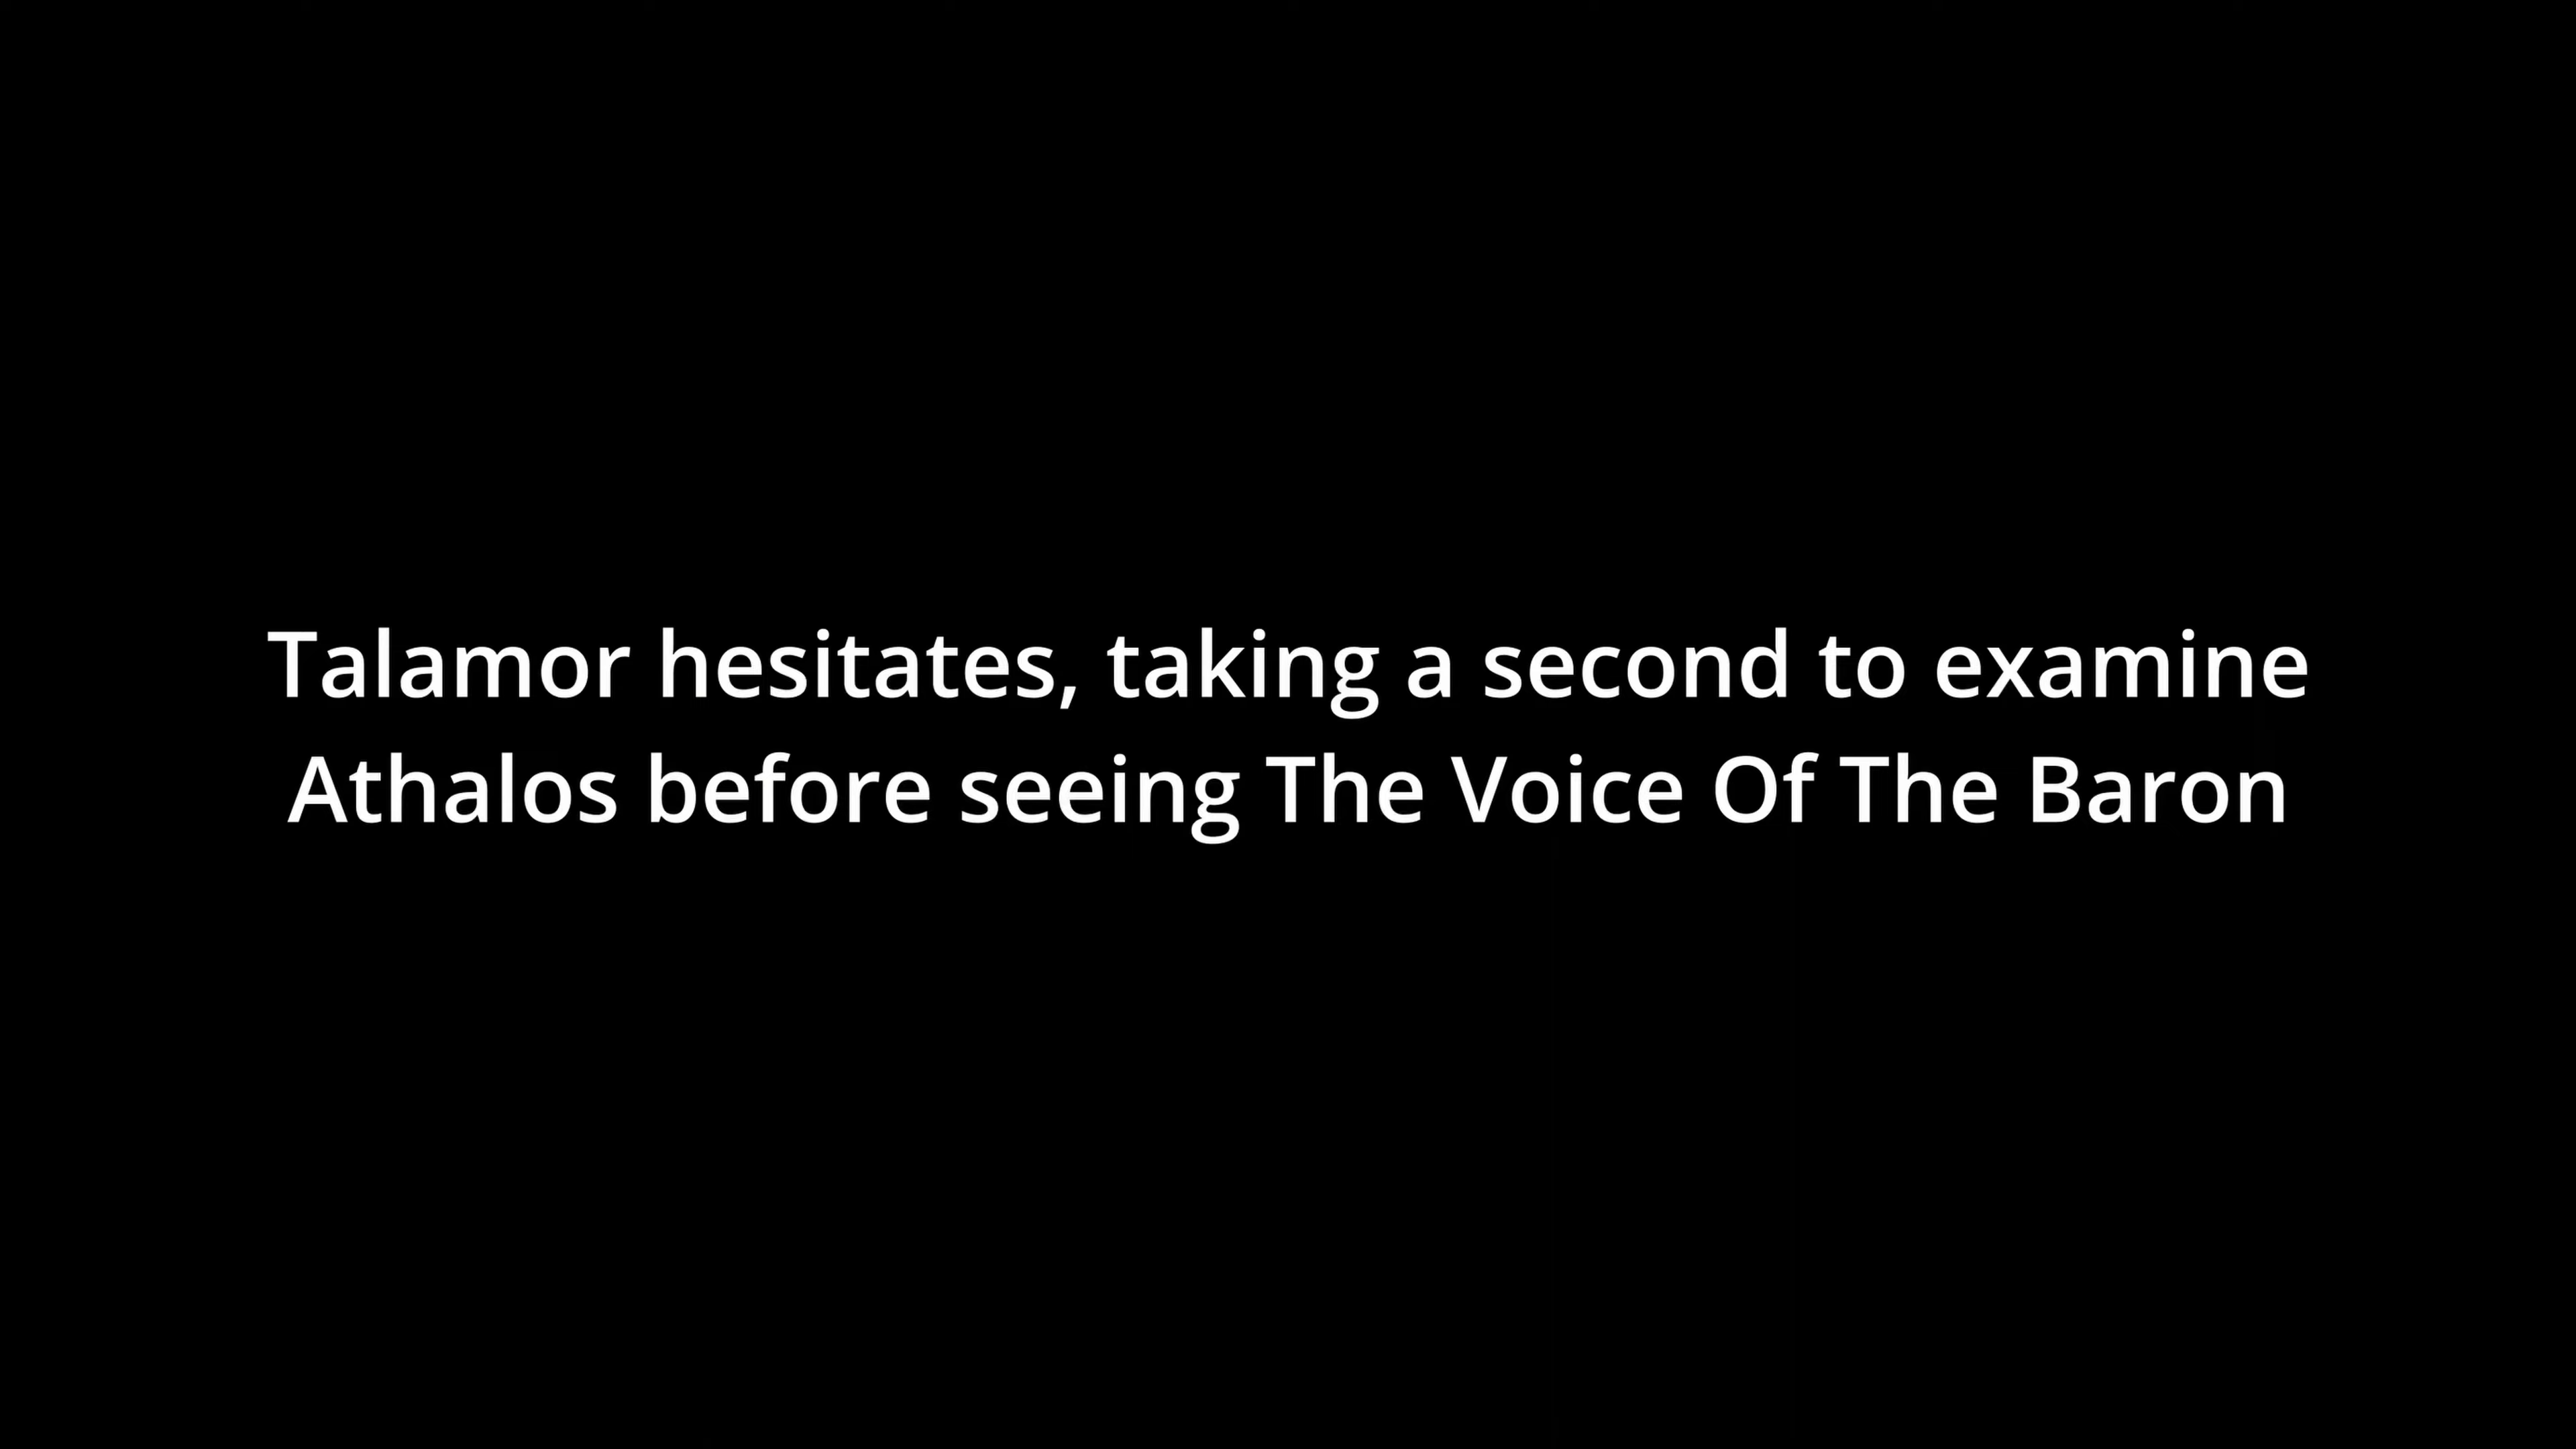 Talamor hesitates, taking a second to examine
Athalos before seeing The Voice Of The Baron